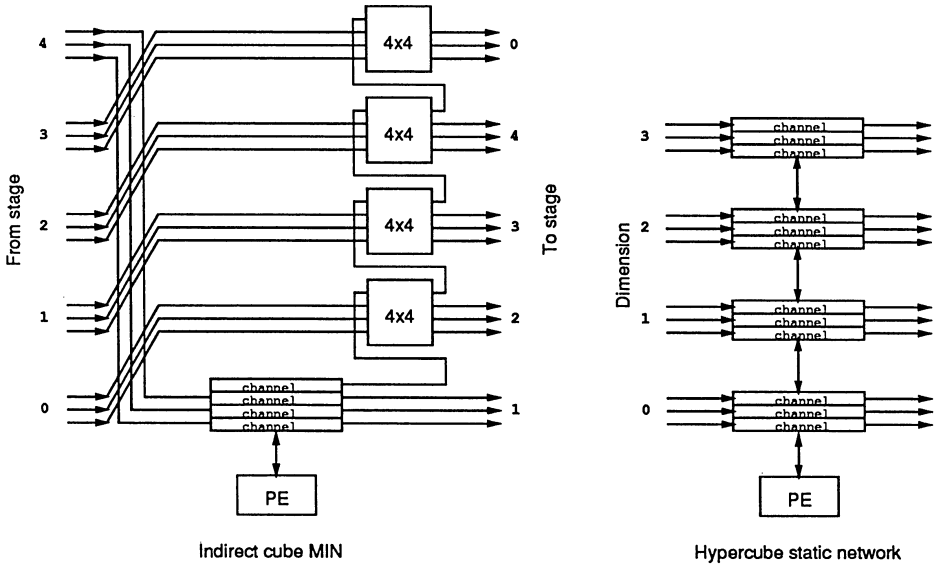 4x4
4
0
4x4
3
4
channel
channel
channel
3
4x4
2
3
channel
channel
channel
2
From stage
To stage
Dimension
4x4
1
2
channel
channel
channel
1
channel
channel
channel
channel
0
1
channel
channel
channel
0
PE
PE
Indirect cube MIN
Hypercube static network